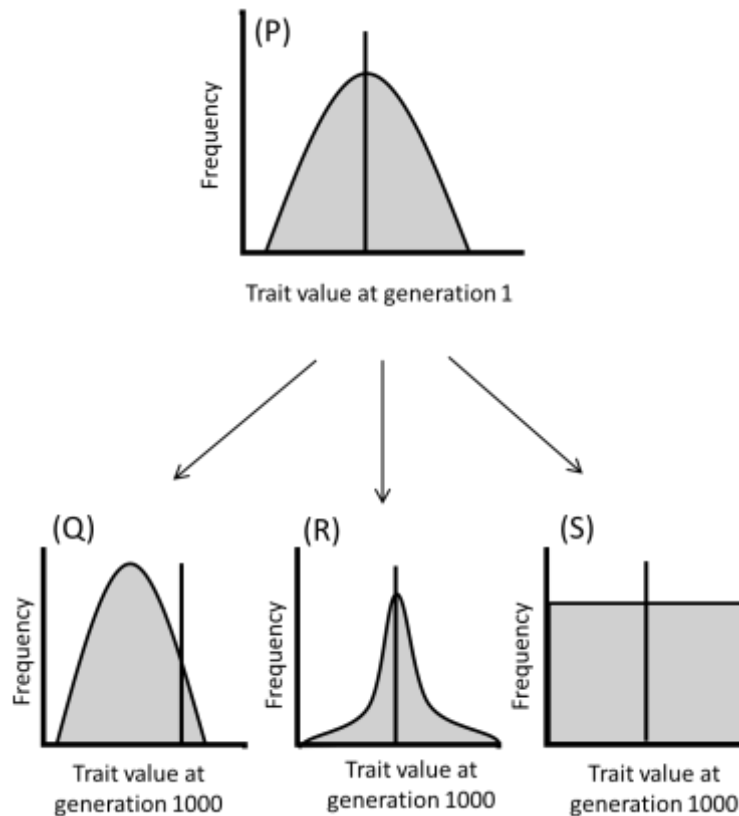 (P)
Frequency
Trait value at generation 1
(Q)
(R)
(S)
Frequency
Frequency
Frequency
Trait value at
generation 1000
Trait value at
generation 1000
Trait value at
generation 1000